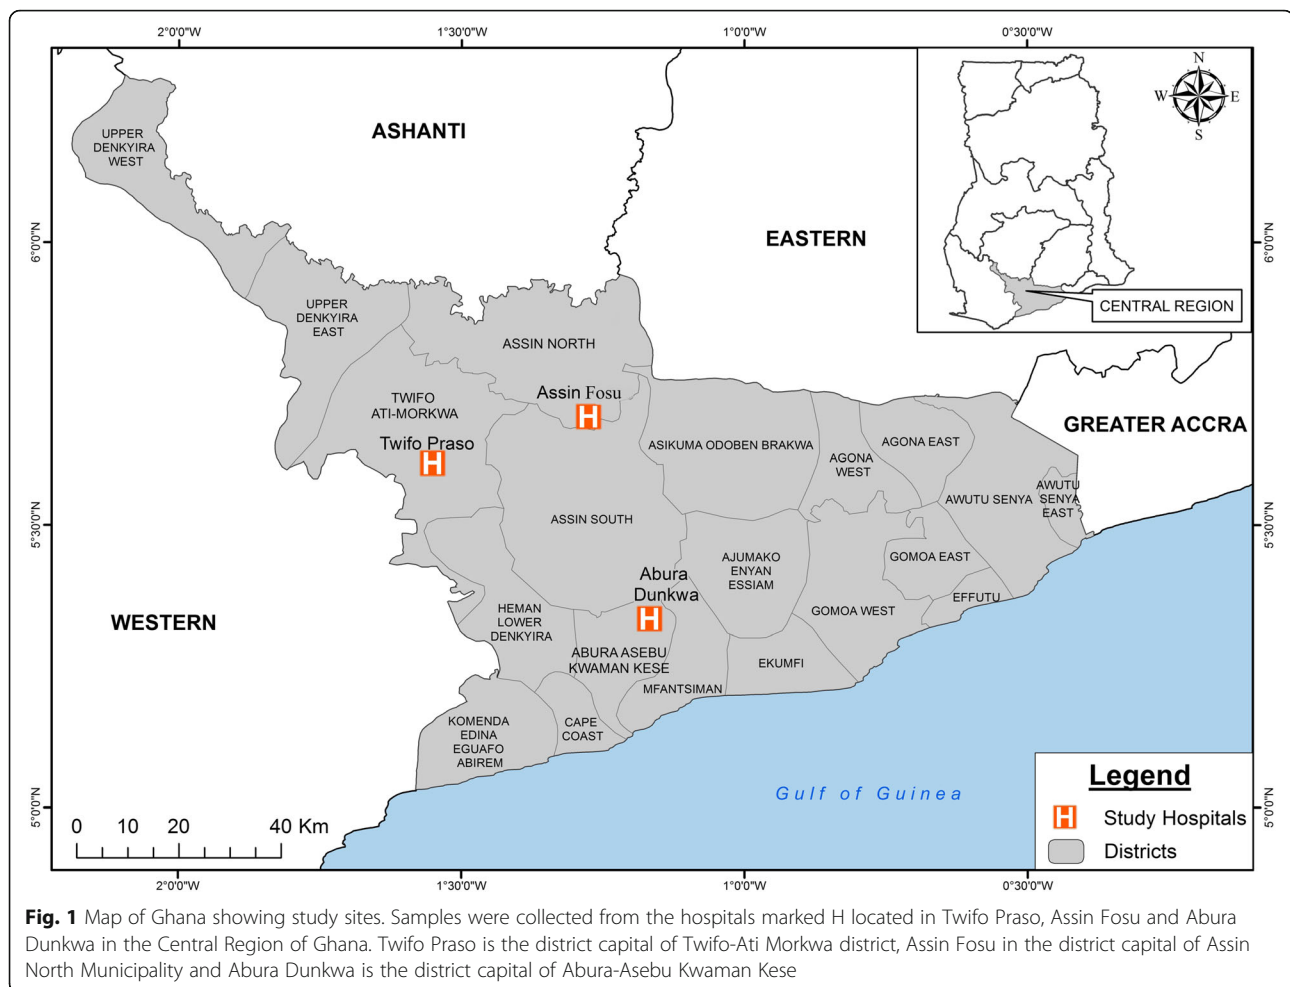 2°0'0"W
1°30'0"W
1°0'0"W
0°30'0"W
N
W
E
S
UPPER
DENKYIRA
WEST
ASHANTI
EASTERN
6°0'0"N
6°0'0"N
CENTRAL REGION
UPPER
DENKYIRA
EAST
ASSIN NORTH
TWIFO
ATI-MORKWA
Assin Fosu
H
GREATER ACCRA
Twifo Praso
H
ASIKUMA ODOBEN BRAKWA
AGONA EAST
AGONA
WEST
AWUTU SENYA
AWUTU
SENYA
EAST
5°30'0"N
5°30'0"N
ASSIN SOUTH
AJUMAKO
ENYAN
ESSIAM
GOMOA EAST
Abura
Dunkwa
H
EFFUTU
GOMOA WEST
HEMAN
LOWER
DENKYIRA
WESTERN
ABURA ASEBU
KWAMAN KESE
EKUMFI
MFANTSIMAN
KOMENDA
EDINA
EGUAFO
ABIREM
CAPE
COAST
Gulf of Guinea
5°0'0"N
5°0'0"N
Legend
H Study Hospitals
Districts
0 10 20 40 Km
2°0'0"W
1°30'0"W
1°0'0"W
0°30'0"W
Fig. 1 Map of Ghana showing study sites. Samples were collected from the hospitals marked H located in Twifo Praso, Assin Fosu and Abura
Dunkwa in the Central Region of Ghana. Twifo Praso is the district capital of Twifo-Ati Morkwa district, Assin Fosu in the district capital of Assin
North Municipality and Abura Dunkwa is the district capital of Abura-Asebu Kwaman Kese